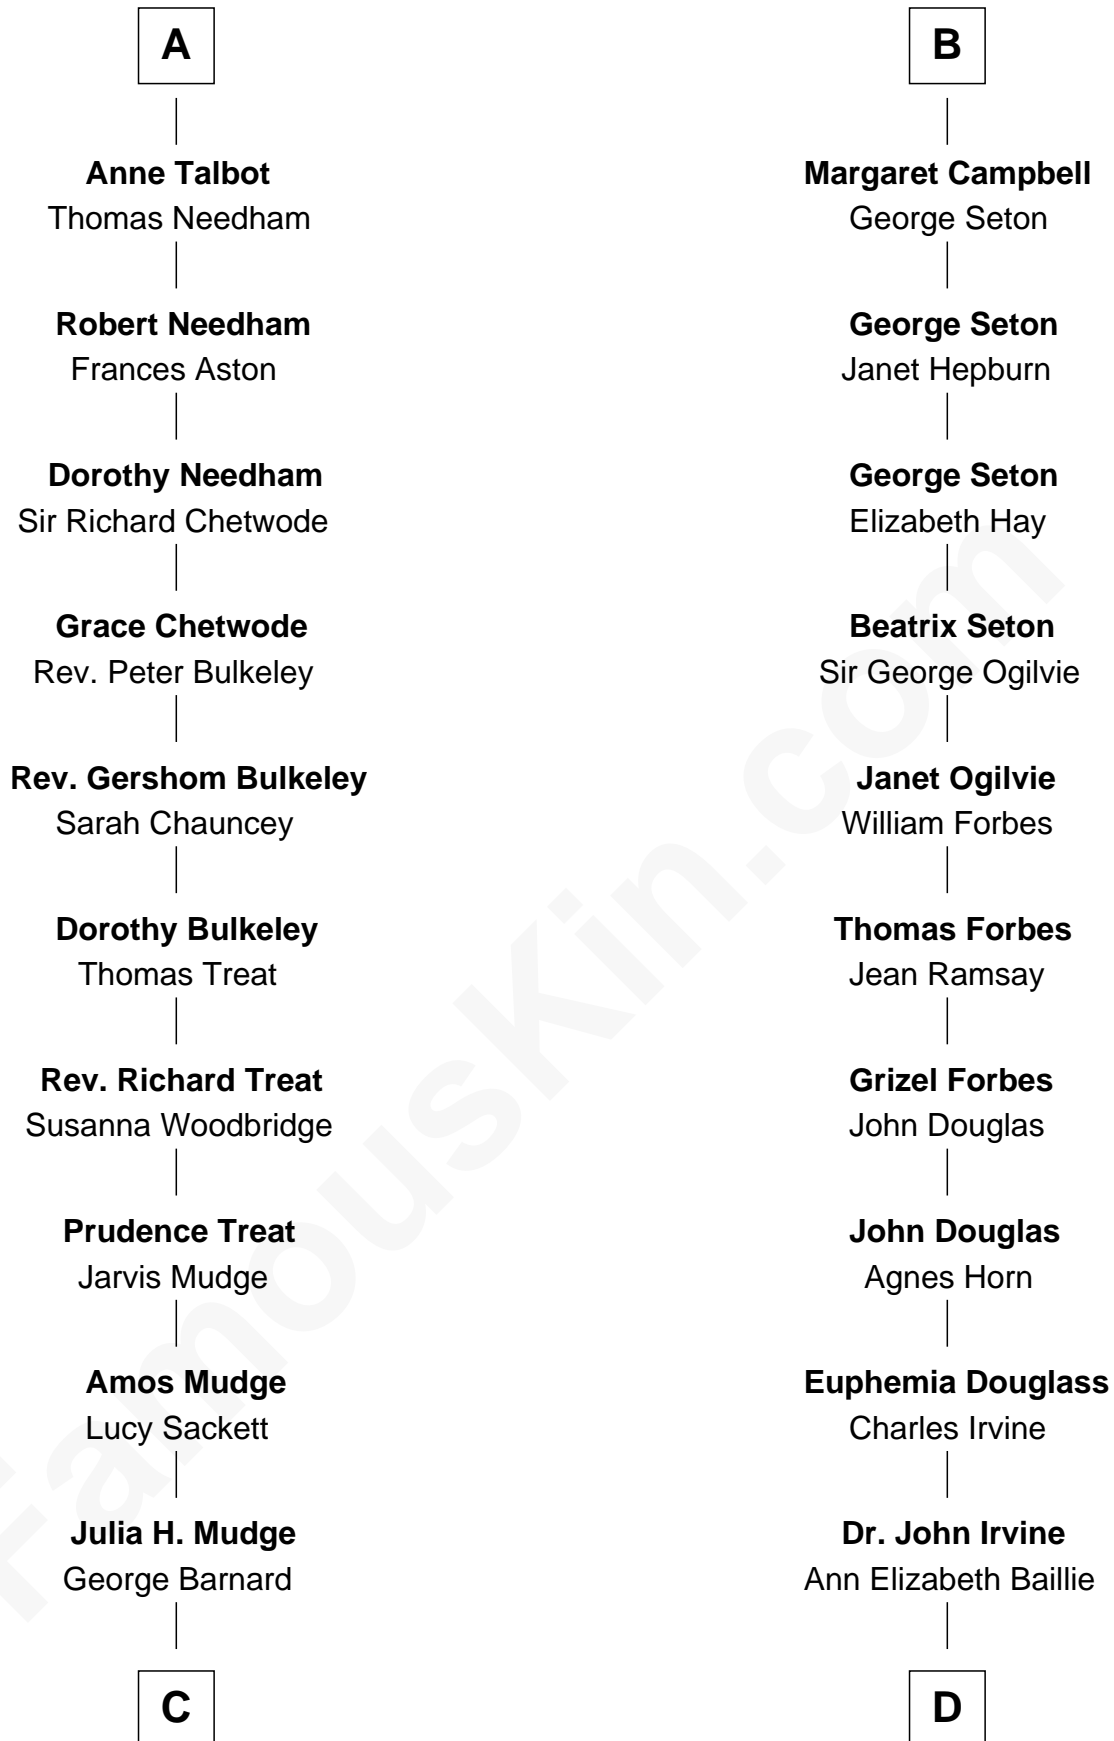 A
Anne Talbot
Thomas Needham
Robert Needham
Frances Aston
Dorothy Needham
Sir Richard Chetwode
Grace Chetwode
Rev. Peter Bulkeley
Rev. Gershom Bulkeley
Sarah Chauncey
Dorothy Bulkeley
Thomas Treat
Rev. Richard Treat
Susanna Woodbridge
Prudence Treat
Jarvis Mudge
Amos Mudge
Lucy Sackett
Julia H. Mudge
George Barnard
C
B
Margaret Campbell
George Seton
George Seton
Janet Hepburn
George Seton
Elizabeth Hay
Beatrix Seton
Sir George Ogilvie
Janet Ogilvie
William Forbes
Thomas Forbes
Jean Ramsay
Grizel Forbes
John Douglas
John Douglas
Agnes Horn
Euphemia Douglass
Charles Irvine
Dr. John Irvine
Ann Elizabeth Baillie
D
FamousKin.com